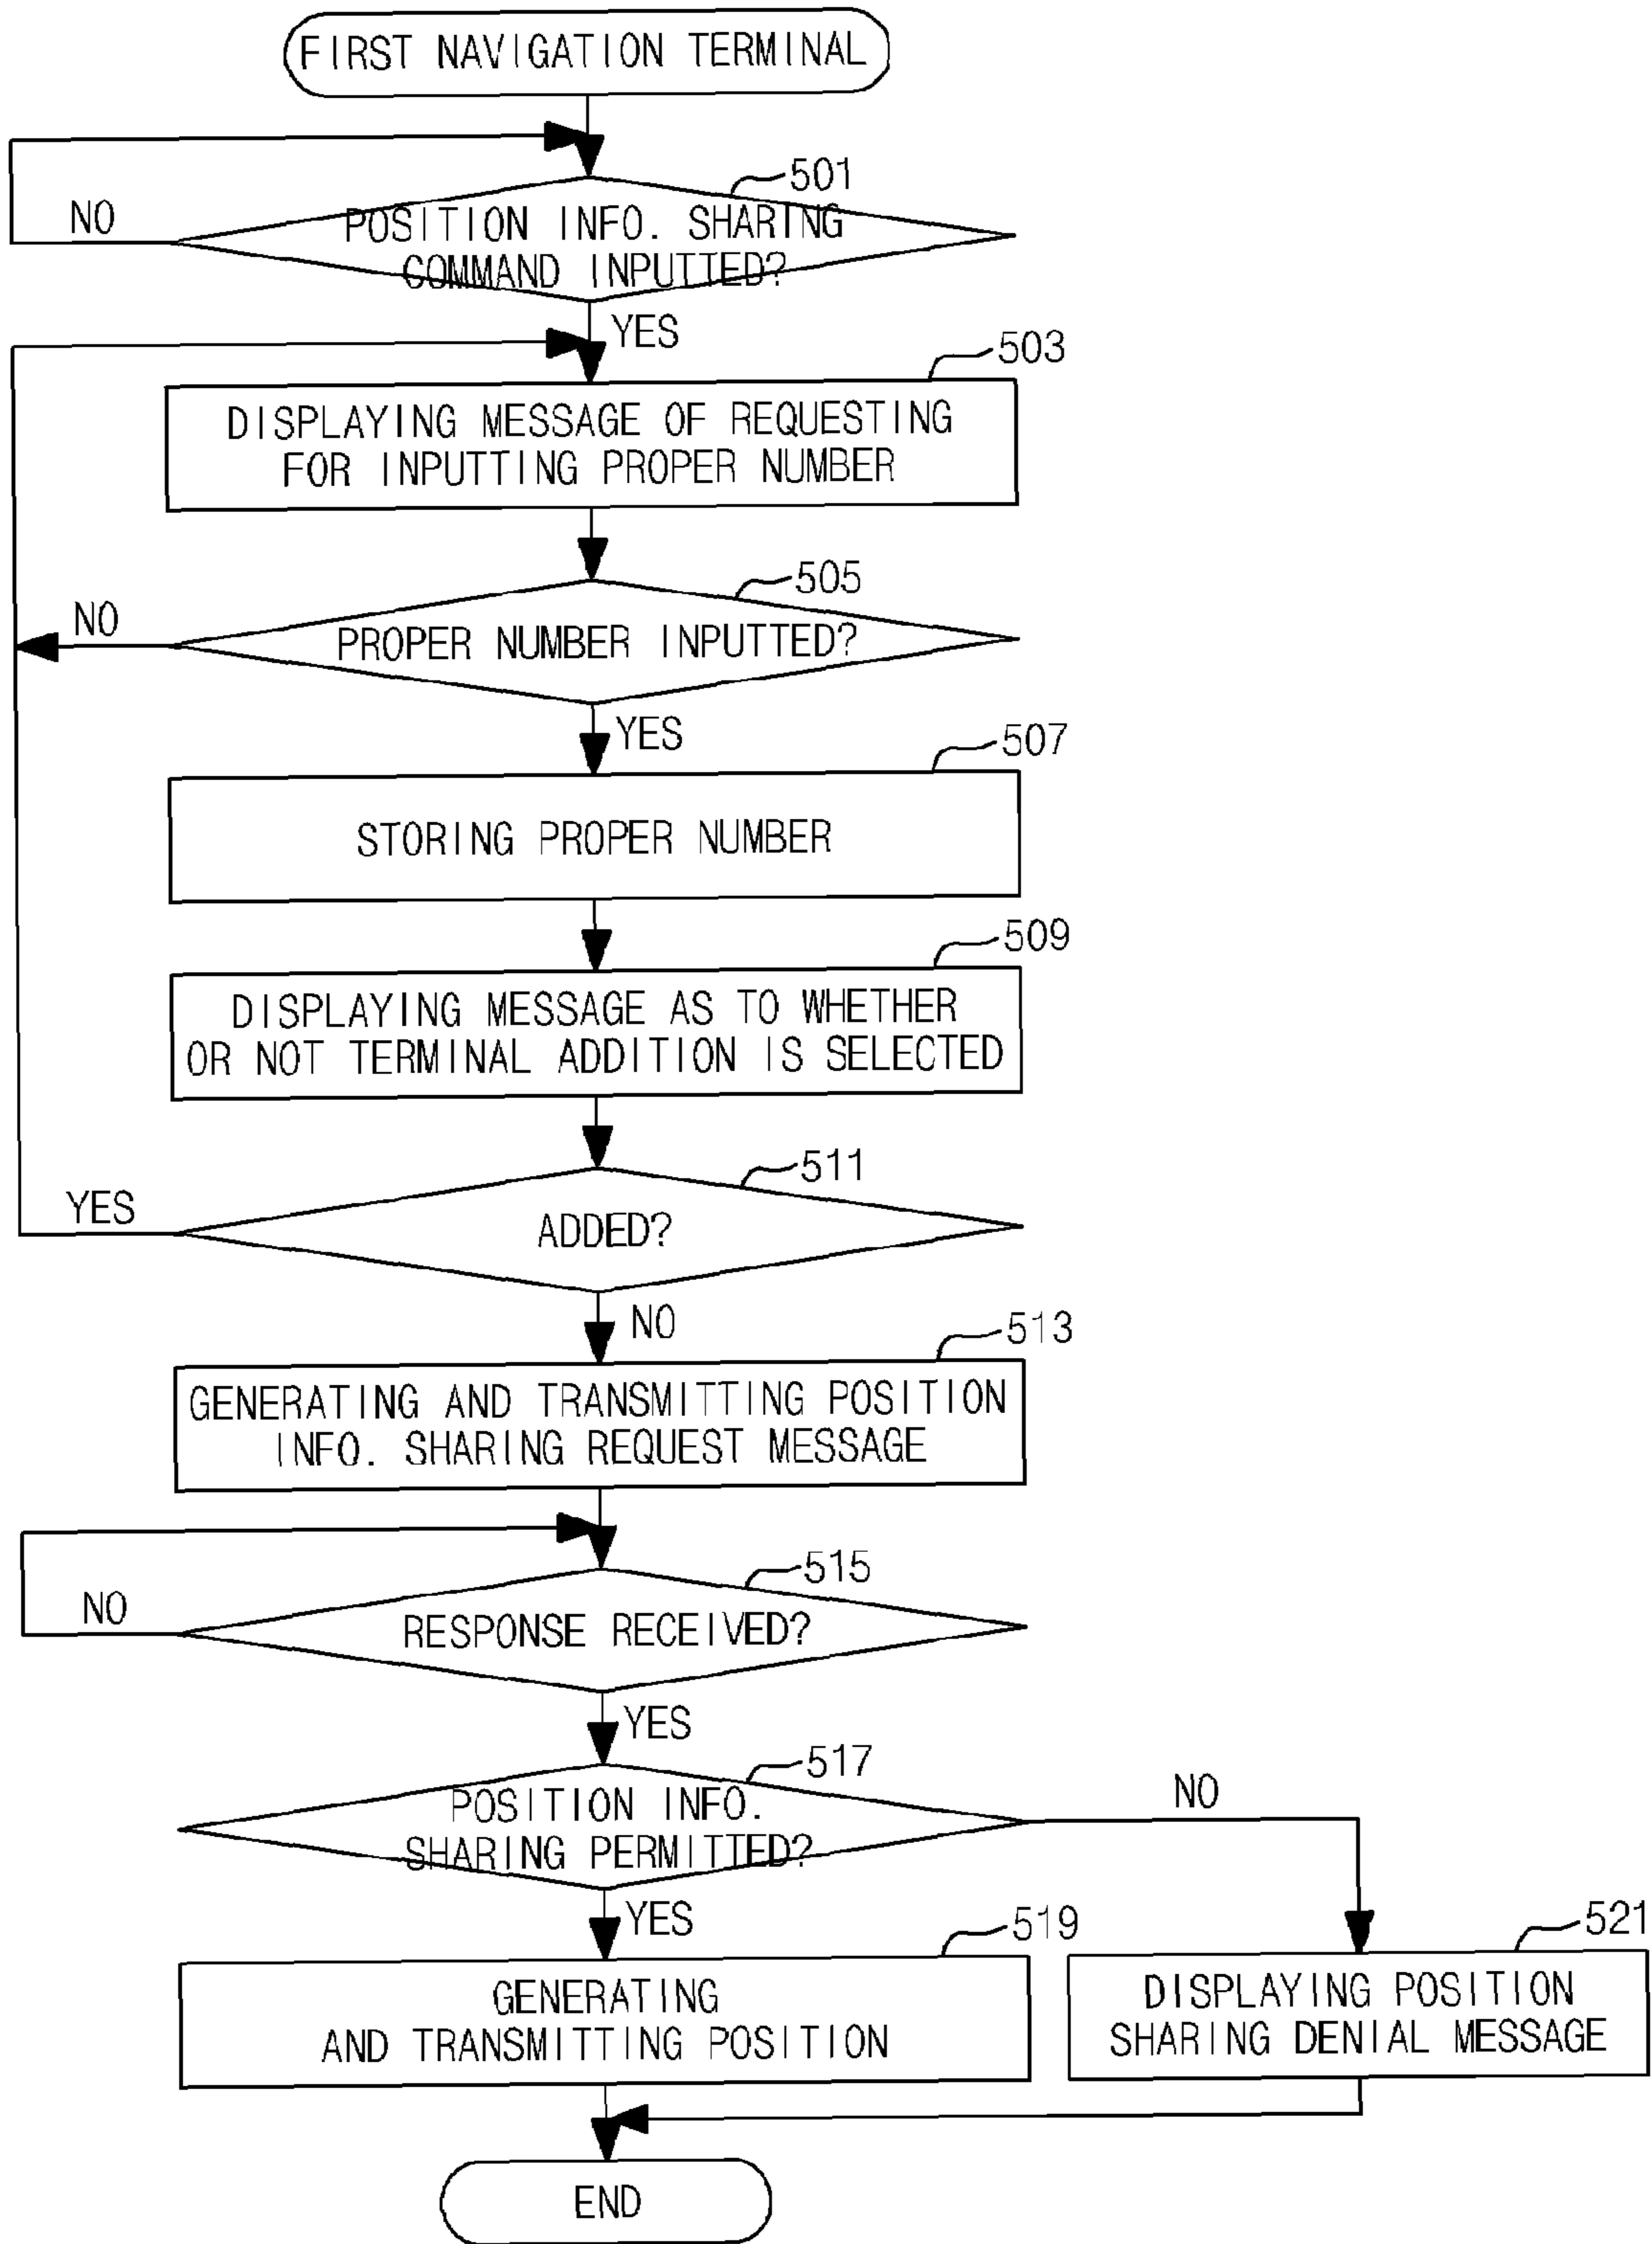 FIRST NAVIGATION TERMINAL
501
NO
POSITION INFO. SHARING
COMMAND INPUTTED?
YES
503
DISPLAYING MESSAGE OF REQUESTING
FOR INPUTTING PROPER NUMBER
505
NO
PROPER NUMBER INPUTTED?
YES
507
STORING PROPER NUMBER
509
DISPLAYING MESSAGE AS TO WHETHER
OR NOT TERMINAL ADDITION IS SELECTED
511
YES
ADDED?
NO
513
GENERATING AND TRANSMITTING POSITION
INFO. SHARING REQUEST MESSAGE
515
NO
RESPONSE RECEIVED?
YES
517
NO
POSITION INFO.
SHARING PERMITTED?
YES
519
521
GENERATING
AND TRANSMITTING POSITION
DISPLAYING POSITION
SHARING DENIAL MESSAGE
END